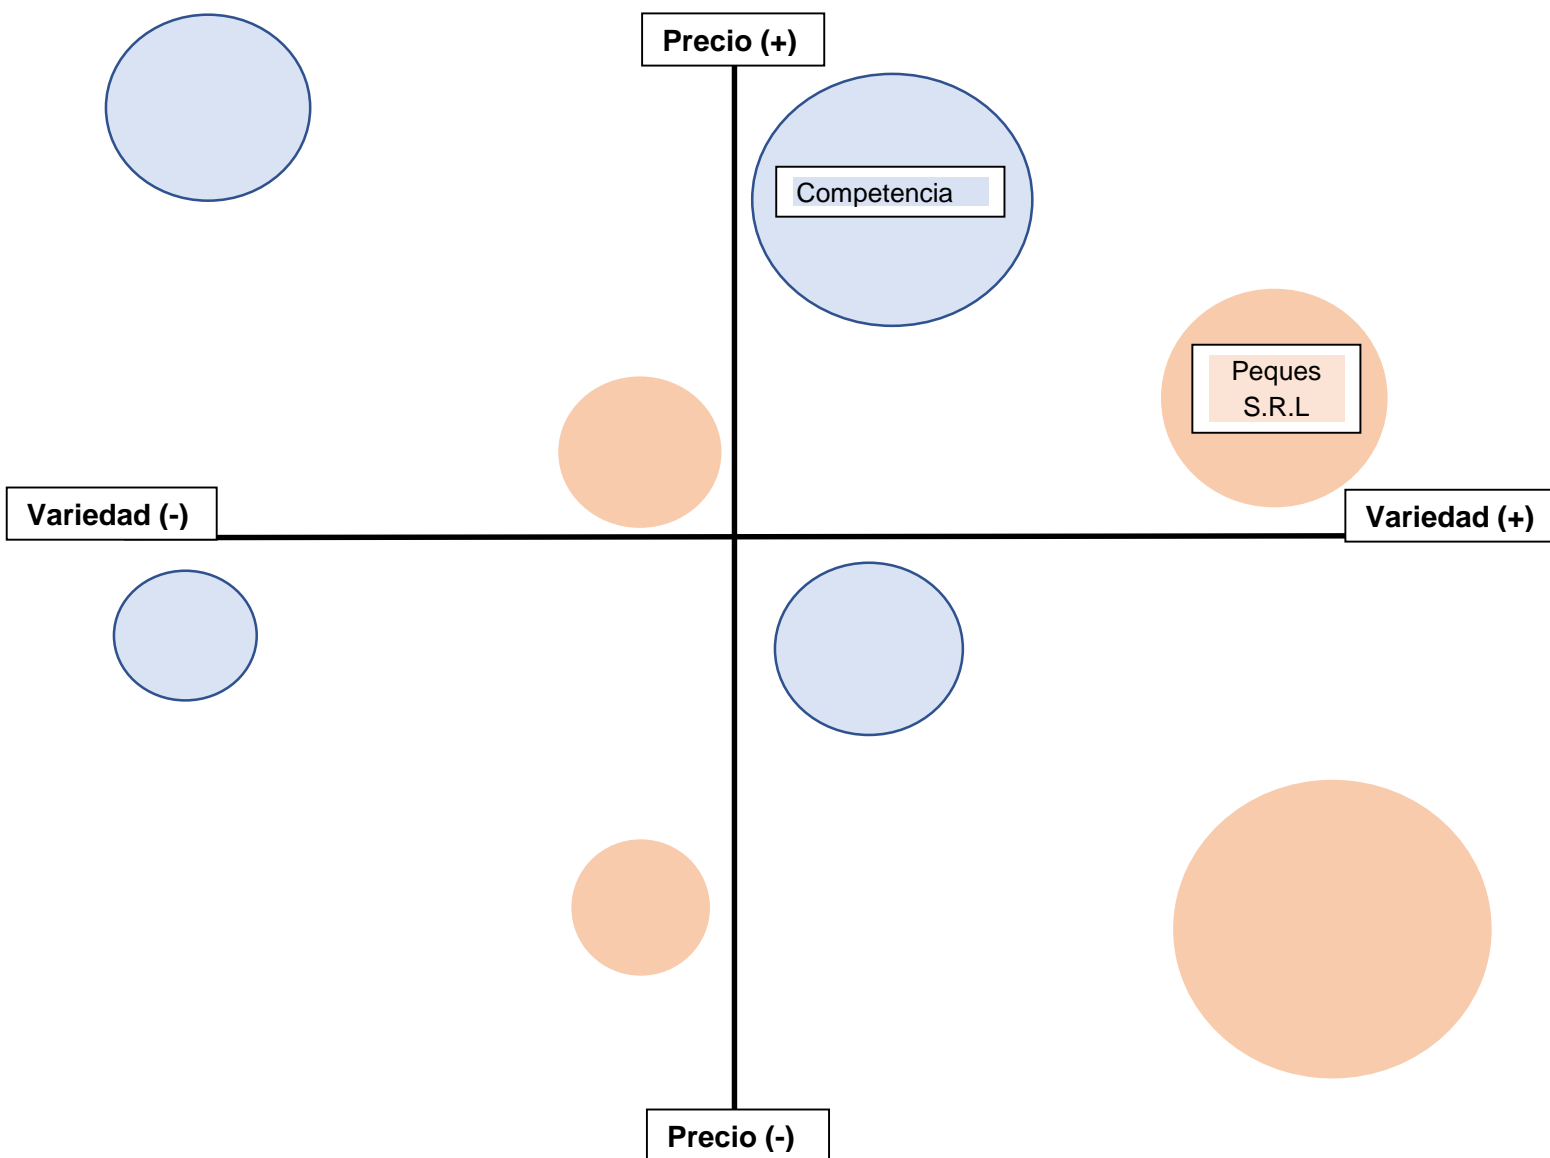 Precio (+)
Competencia
Peques
S.R.L
Variedad (-)
Variedad (+)
Precio (-)